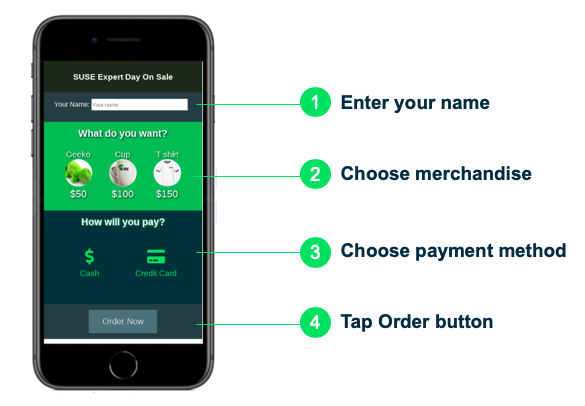 SUSE Expert Day On Sale
Your Name: Your name
1 Enter your name
What do you want?
Geeko Cup T-shirt
$50 $100 $150
2 Choose merchandise
How will you pay?
$
Cash Credit Card
3 Choose payment method
Order Now
4 Tap Order button